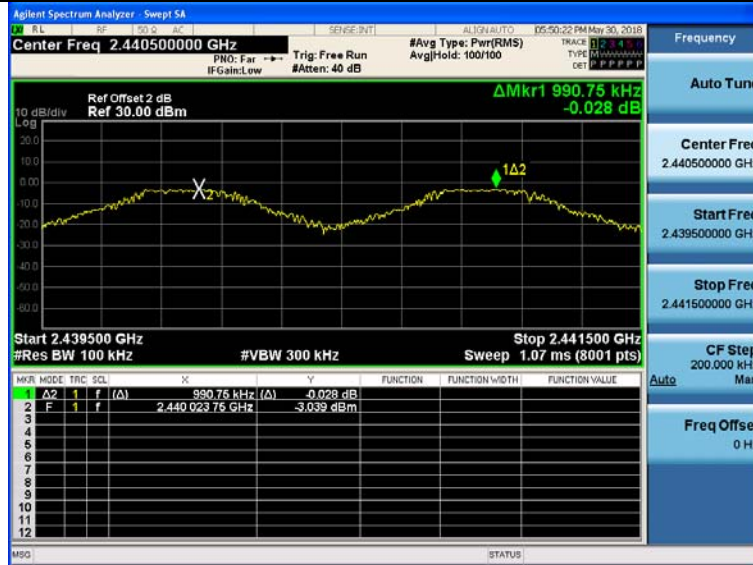 Agilent Spectrum Analyzer - Swept SA
RL RF 50 Ω AC SENSE:INT ALIGN AUTO 05:50:22 PM May 30, 2018
Center Freq 2.440500000 GHz
PNO: Far
IFGain:Low
Trig: Free Run
#Atten: 40 dB
#Avg Type: Pwr(RMS)
Avg|Hold: 100/100
TRACE 1 2 3 4 5 6
TYPE M
DET P P P P P P
Frequency
Auto Tune
Center Freq
2.440500000 GHz
Start Freq
2.439500000 GHz
Stop Freq
2.441500000 GHz
CF Step
200.000 kHz
Auto Man
Freq Offset
0 Hz
Ref Offset 2 dB
Ref 30.00 dBm
10 dB/div
Log
ΔMkr1 990.75 kHz
-0.028 dB
20.0
10.0
0.00
-10.0
-20.0
-30.0
-40.0
-50.0
-60.0
X2
1Δ2
Start 2.439500 GHz
Stop 2.441500 GHz
#Res BW 100 kHz #VBW 300 kHz Sweep 1.07 ms (8001 pts)
MKR MODE TRC SCL X Y FUNCTION FUNCTION WIDTH FUNCTION VALUE
1 Δ2 1 f (Δ) 990.75 kHz (Δ) -0.028 dB
2 F 1 f 2.440 023 75 GHz -3.039 dBm
3
4
5
6
7
8
9
10
11
12
MSG STATUS